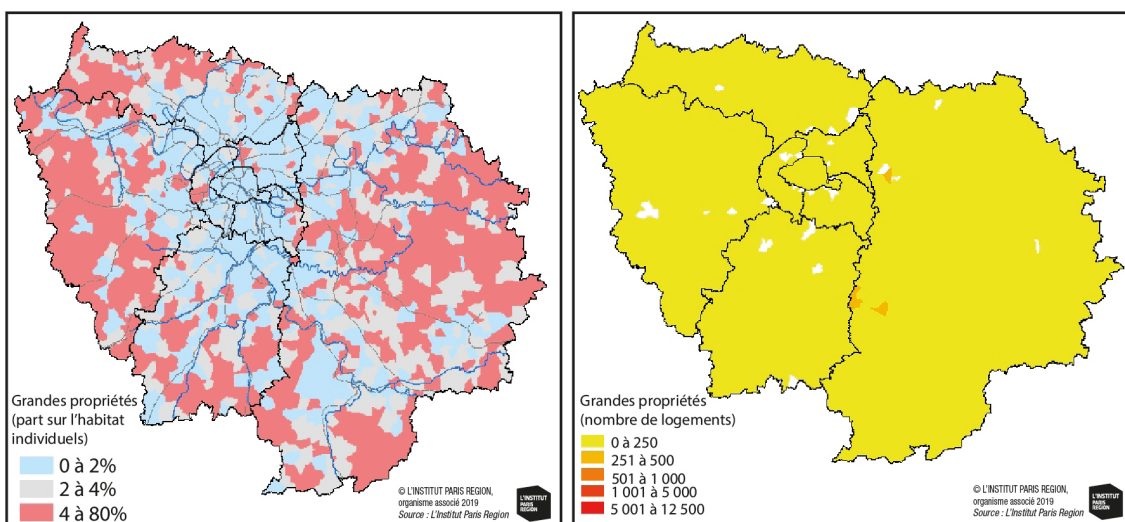 Grandes propriétés
(part sur l'habitat
individuels)
0 à 2%
2 à 4%
4 à 80%
© L'INSTITUT PARIS REGION,
organisme associé 2019
Source : L'Institut Paris Region
L'INSTITUT
PARIS
REGION
Grandes propriétés
(nombre de logements)
0 à 250
251 à 500
501 à 1 000
1 001 à 5 000
5 001 à 12 500
© L'INSTITUT PARIS REGION,
organisme associé 2019
Source : L'Institut Paris Region
L'INSTITUT
PARIS
REGION